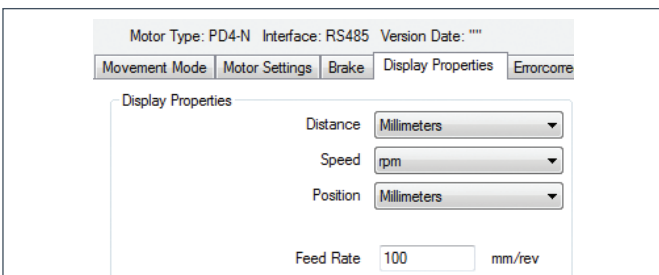 Motor Type: PD4-N Interface: RS485 Version Date: ""
Movement Mode Motor Settings Brake Display Properties Errorcorre
Display Properties
Distance Millimeters
Speed rpm
Position Millimeters
Feed Rate 100 mm/rev